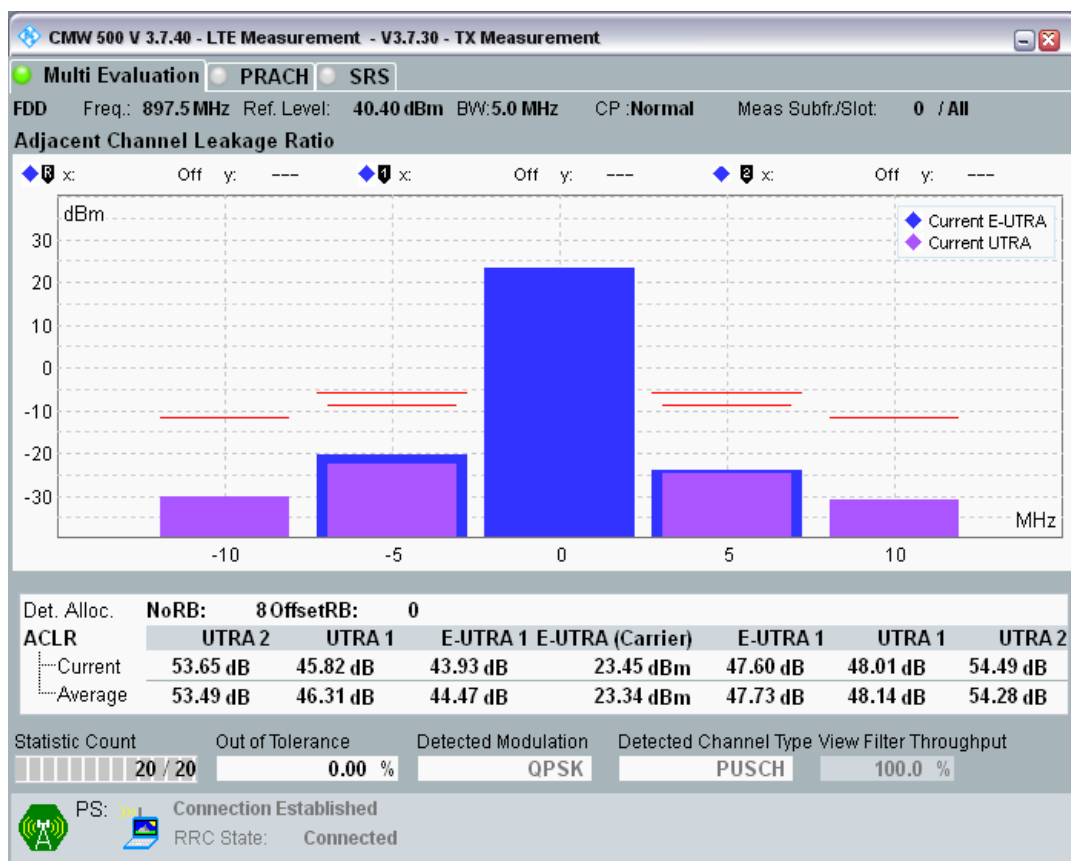 CMW 500 V 3.7.40 - LTE Measurement - V3.7.30 - TX Measurement
Multi Evaluation PRACH SRS
FDD Freq.: 897.5 MHz Ref. Level: 40.40 dBm BW:5.0 MHz CP :Normal Meas Subfr./Slot: 0 / All
Adjacent Channel Leakage Ratio
R x: Off y: --- 1 x: Off y: --- 2 x: Off y: ---
dBm
Current E-UTRA
Current UTRA
30
20
10
0
-10
-20
-30
MHz
-10 -5 0 5 10
Det. Alloc. NoRB: 8 OffsetRB: 0
ACLR UTRA 2 UTRA 1 E-UTRA 1 E-UTRA (Carrier) E-UTRA 1 UTRA 1 UTRA 2
Current 53.65 dB 45.82 dB 43.93 dB 23.45 dBm 47.60 dB 48.01 dB 54.49 dB
Average 53.49 dB 46.31 dB 44.47 dB 23.34 dBm 47.73 dB 48.14 dB 54.28 dB
Statistic Count Out of Tolerance Detected Modulation Detected Channel Type View Filter Throughput
20 / 20 0.00 % QPSK PUSCH 100.0 %
PS: Connection Established
RRC State: Connected